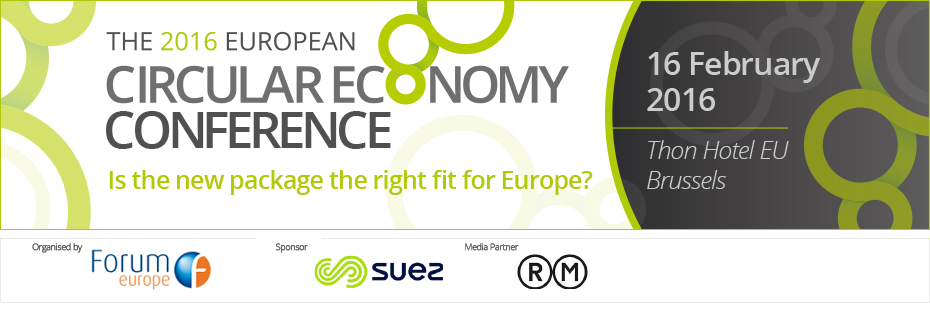 THE 2016 EUROPEAN
CIRCULAR ECONOMY
CONFERENCE
Is the new package the right fit for Europe?
16 February
2016
Thon Hotel EU
Brussels
Organised by
Forum
europe
Sponsor
suez
Media Partner
RM